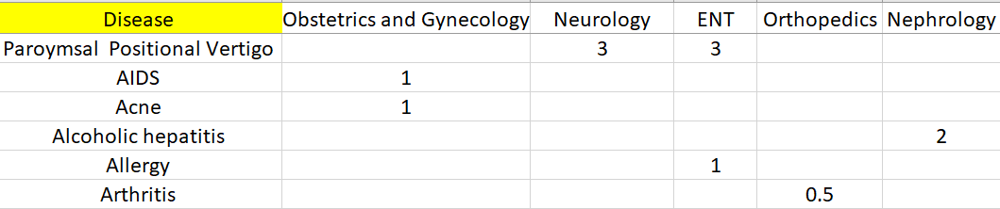 Disease Obstetrics and Gynecology Neurology ENT Orthopedics Nephrology
Paroymsal Positional Vertigo 3 3
AIDS 1
Acne 1
Alcoholic hepatitis 2
Allergy 1
Arthritis 0.5